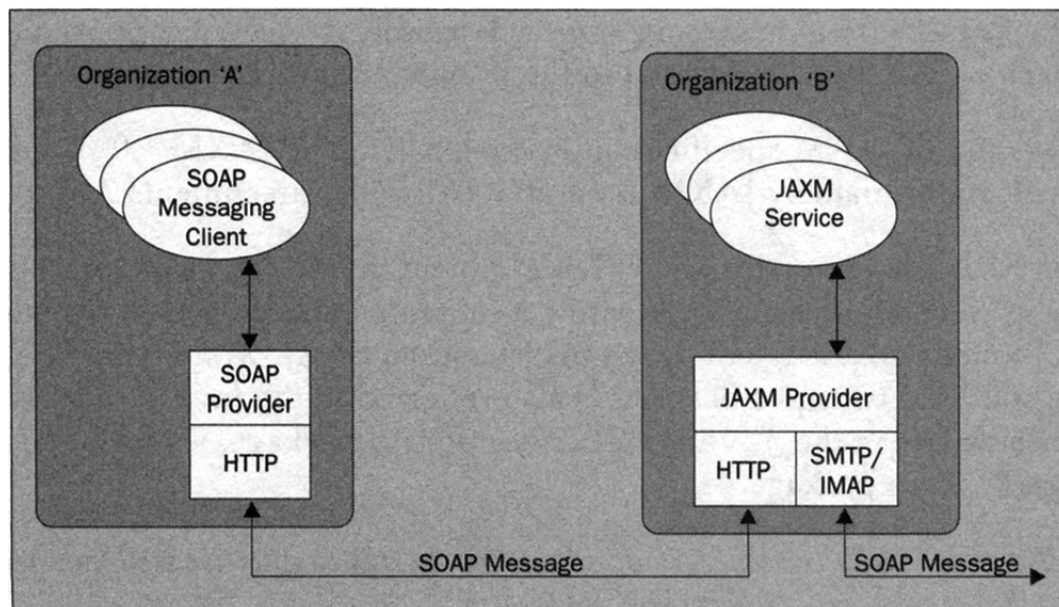 Organization 'A'
SOAP
Messaging
Client
SOAP
Provider
HTTP
Organization 'B'
JAXM
Service
JAXM Provider
HTTP
SMTP/
IMAP
SOAP Message
SOAP Message